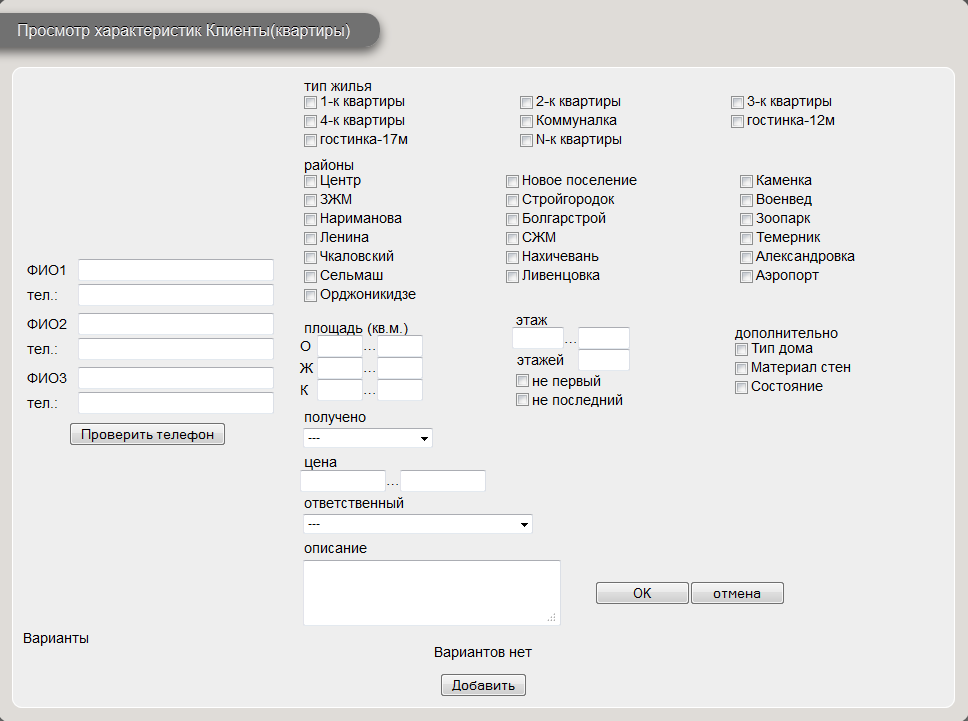 Просмотр характеристик Клиенты(квартиры)
тип жилья
1-к квартиры 2-к квартиры 3-к квартиры
4-к квартиры Коммуналка гостинка-12м
гостинка-17м N-к квартиры
районы
Центр Новое поселение Каменка
ЗЖМ Стройгородок Военвед
Нариманова Болгарстрой Зоопарк
Ленина СЖМ Темерник
Чкаловский Нахичевань Александровка
Сельмаш Ливенцовка Аэропорт
Орджоникидзе
ФИО1
тел.:
ФИО2
тел.:
ФИО3
тел.:
Проверить телефон
площадь (кв.м.)
О ...
Ж ...
К ...
этаж
...
этажей
не первый
не последний
дополнительно
Тип дома
Материал стен
Состояние
получено
---
цена
...
ответственный
---
описание
OK отмена
Варианты
Вариантов нет
Добавить